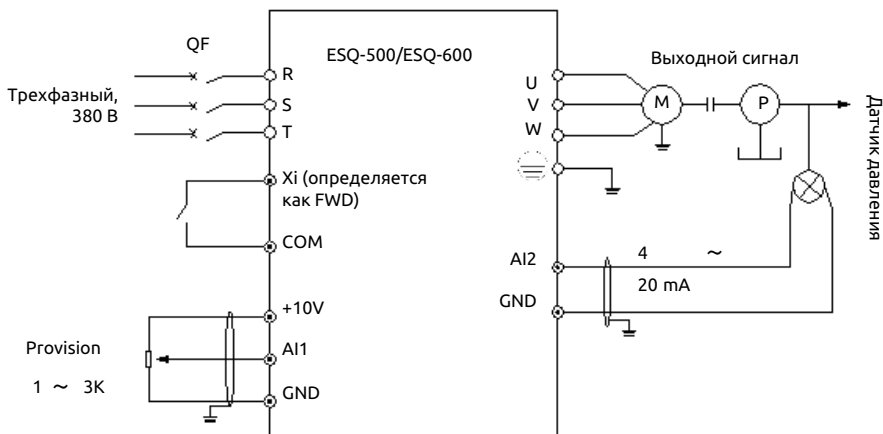 QF
ESQ-500/ESQ-600
Трехфазный,
380 В
R
S
T
Xi (определяется
как FWD)
COM
+10V
Provision
AI1
1 ~ 3K
GND
U
V
W
Выходной сигнал
M
P
Датчик давления
AI2
4 ~
20 mA
GND